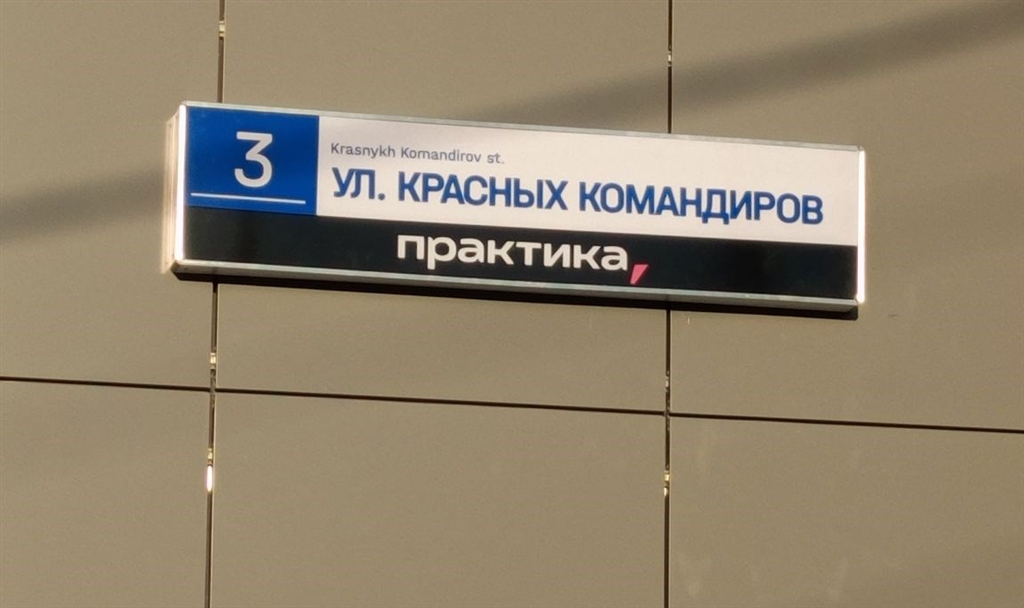 3
Krasnykh Komandirov st.
УЛ. КРАСНЫХ КОМАНДИРОВ
практика,